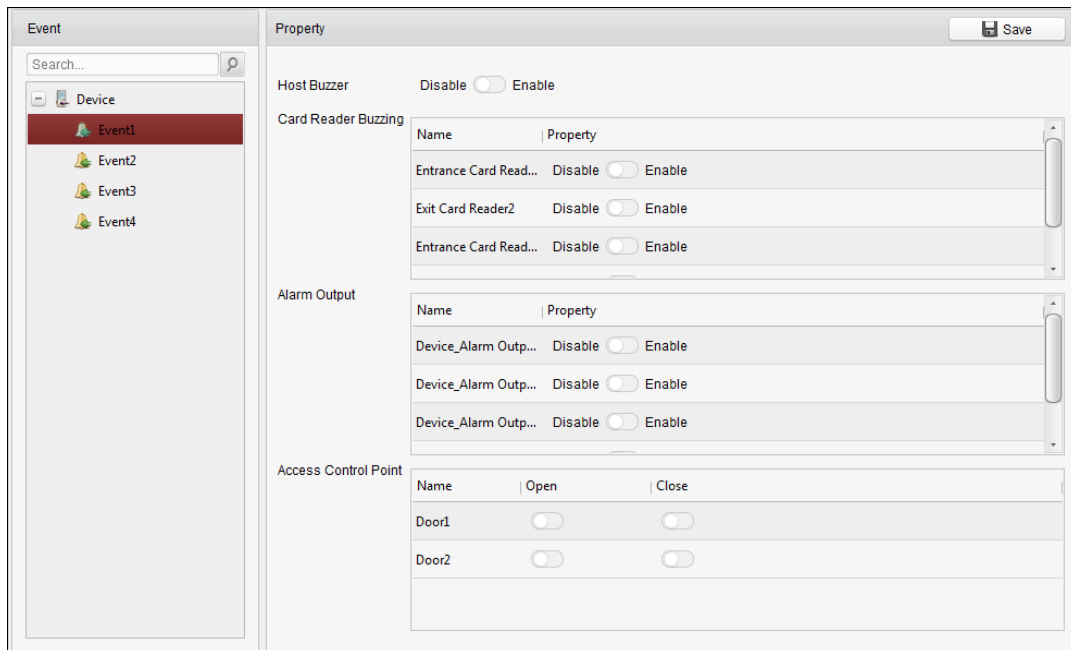 Event
Property
Save
Search...
Device
Event1
Event2
Event3
Event4
Host Buzzer Disable Enable
Card Reader Buzzing
Name Property
Entrance Card Read... Disable Enable
Exit Card Reader2 Disable Enable
Entrance Card Read... Disable Enable
Alarm Output
Name Property
Device_Alarm Outp... Disable Enable
Device_Alarm Outp... Disable Enable
Device_Alarm Outp... Disable Enable
Access Control Point
Name Open Close
Door1
Door2